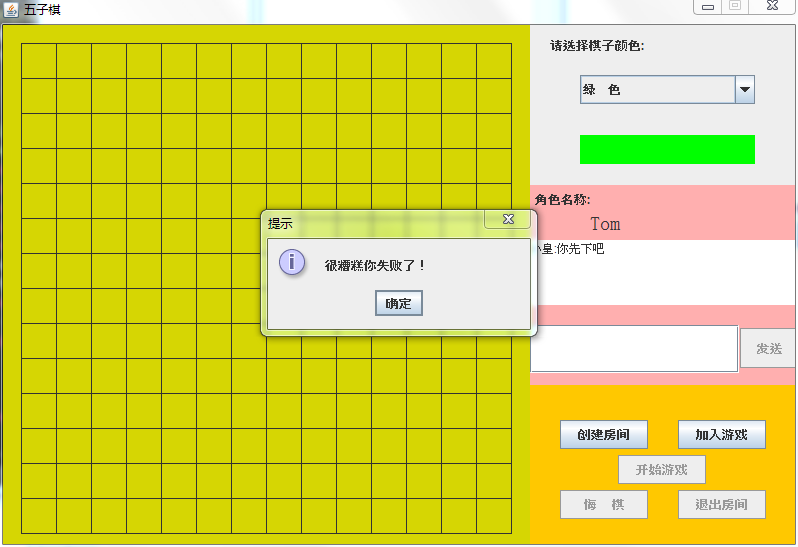 五子棋
请选择棋子颜色:
绿 色
角色名称:
Tom
提示
很糟糕你失败了！
确定
小皇:你先下吧
发送
创建房间
加入游戏
开始游戏
悔 棋
退出房间